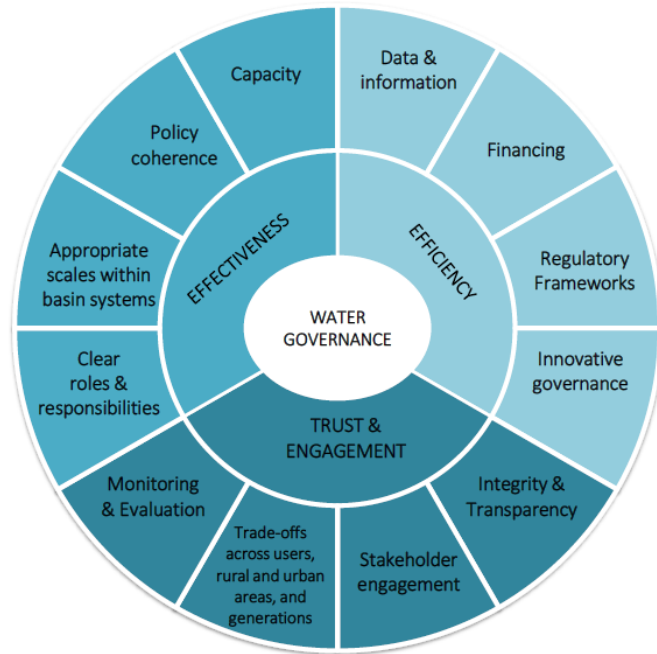 Capacity
Data &
information
Policy
coherence
Financing
EFFECTIVENESS
EFFICIENCY
Appropriate
scales within
basin systems
Regulatory
Frameworks
WATER
GOVERNANCE
Clear
roles &
responsibilities
Innovative
governance
TRUST &
ENGAGEMENT
Monitoring
& Evaluation
Integrity &
Transparency
Trade-offs
across users,
rural and urban
areas, and
generations
Stakeholder
engagement